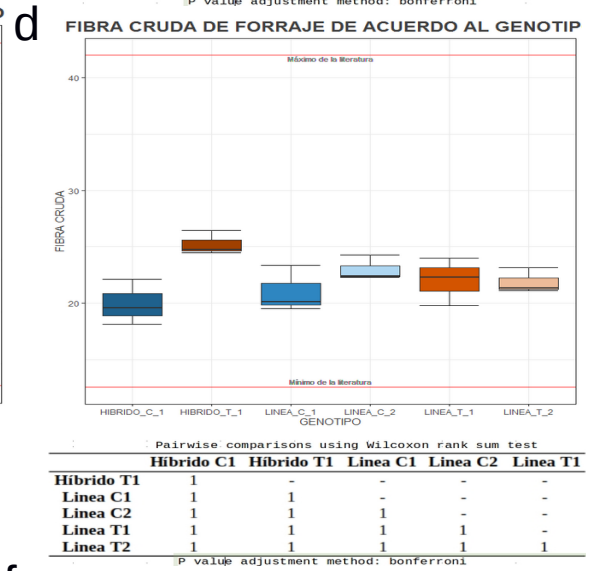 P value adjustment method: bonferroni
d
FIBRA CRUDA DE FORRAJE DE ACUERDO AL GENOTIP
Máximo de la literatura
40
30
20
FIBRA CRUDA
Mínimo de la literatura
HIBRIDO_C_1 HIBRIDO_T_1 LINEA_C_1 LINEA_C_2 LINEA_T_1 LINEA_T_2
GENOTIPO
Pairwise comparisons using Wilcoxon rank sum test
Híbrido C1 Híbrido T1 Linea C1 Linea C2 Linea T1
Híbrido T1 1 - - - -
Linea C1 1 1 - - -
Linea C2 1 1 1 - -
Linea T1 1 1 1 1 -
Linea T2 1 1 1 1 1
P value adjustment method: bonferroni